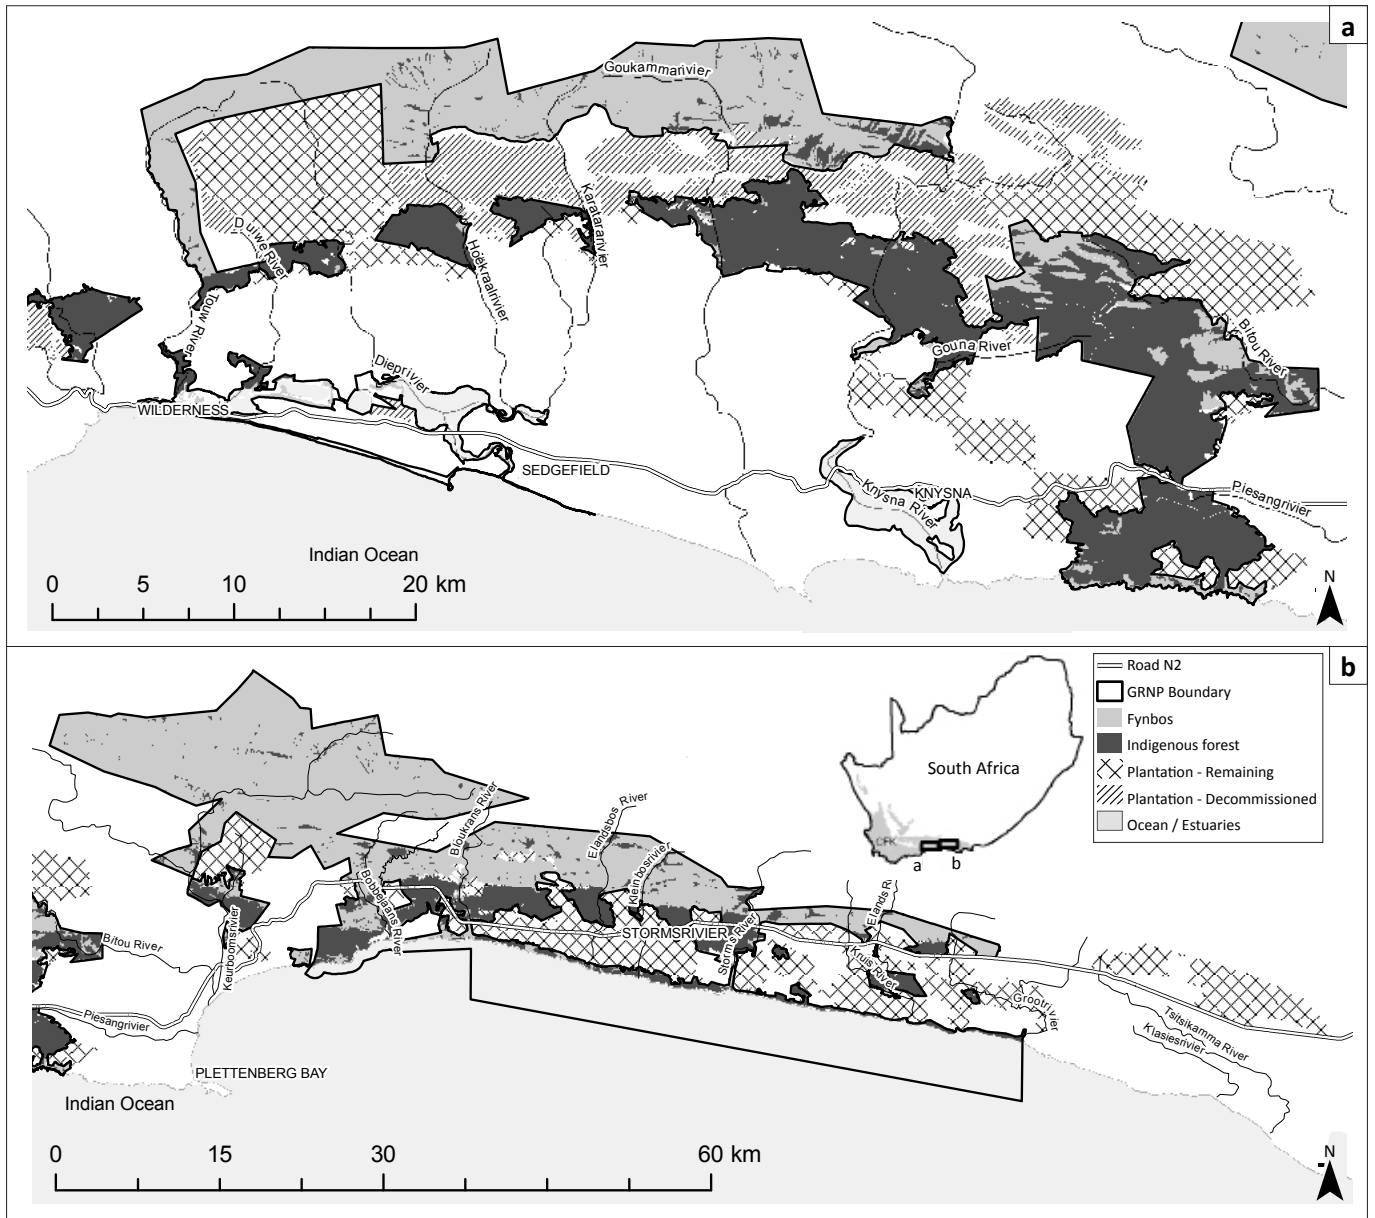 a
Goukammarivier
Karatararivier
Duiwe River
Hoëkraalrivier
Touw River
Gouna River
Bitou River
Dieprivier
WILDERNESS
SEDGEFIELD
KNYSNA
Knysna River
Piesangrivier
Indian Ocean
0 5 10 20 km
N
b
Road N2
GRNP Boundary
Fynbos
Indigenous forest
Plantation - Remaining
Plantation - Decommissioned
Ocean / Estuaries
South Africa
CFK
a b
Bloukrans River
Elandsbos River
Kleinbosrivier
Bobbejaans River
Elands Ri
Keurboomsrivier
Bitou River
STORMSRIVIER
Storms River
Kruis River
Grootrivier
Piesangrivier
Tsitsikamma River
Klasiesrivier
PLETTENBERG BAY
Indian Ocean
0 15 30 60 km
N